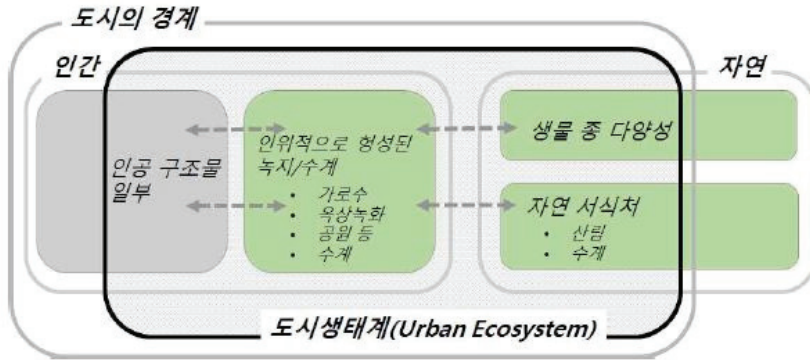 도시의 경계
인간
자연
인공 구조물
일부
인위적으로 형성된
녹지/수계
• 가로수
• 옥상녹화
• 공원 등
• 수계
생물 종 다양성
자연 서식처
• 산림
• 수계
도시생태계(Urban Ecosystem)